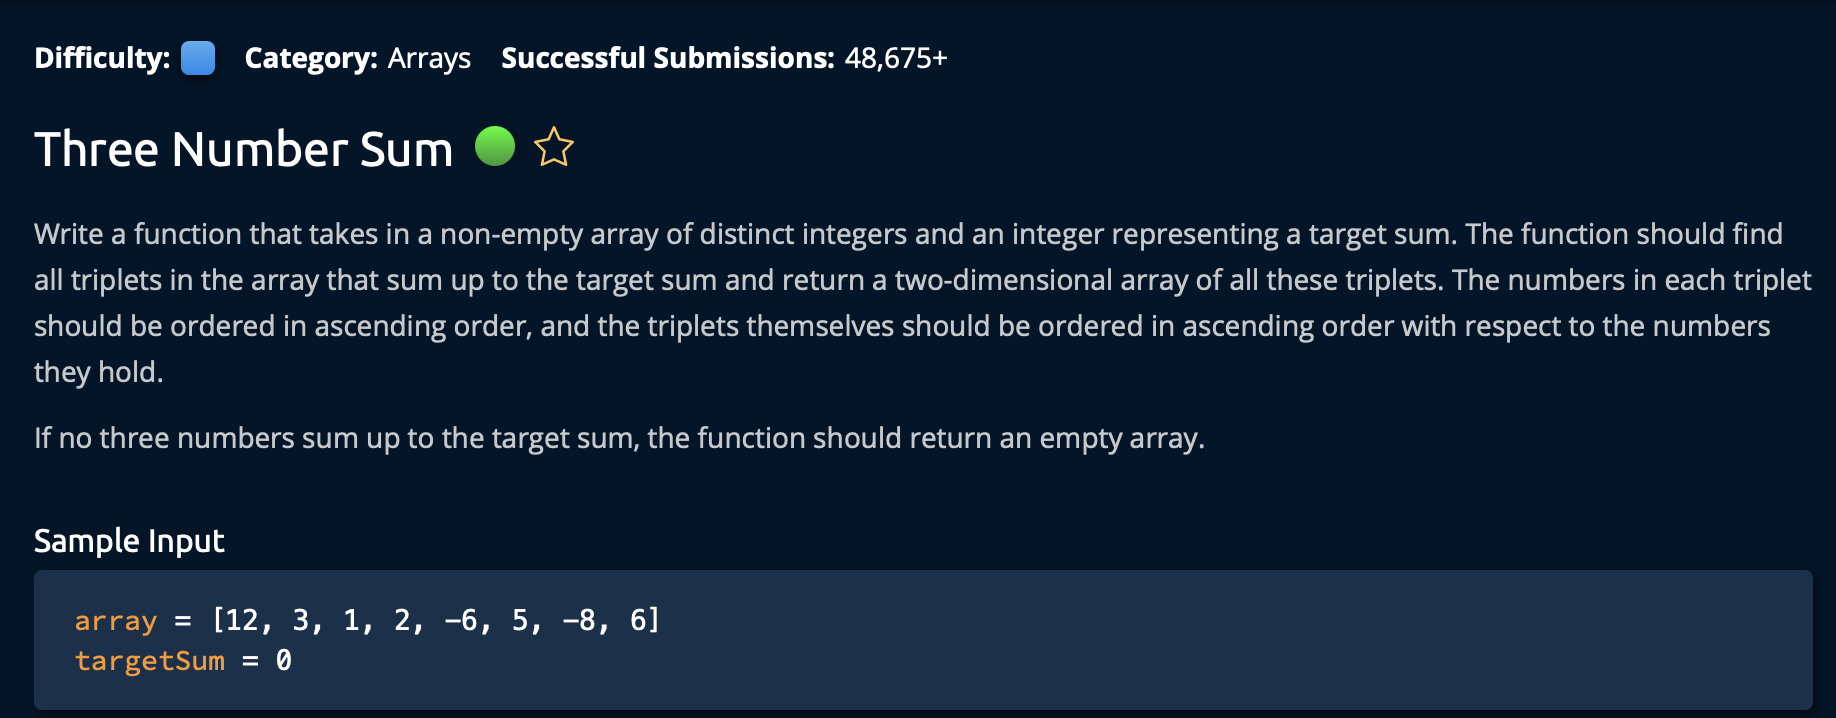 Difficulty: Category: Arrays Successful Submissions: 48,675+
Three Number Sum
Write a function that takes in a non-empty array of distinct integers and an integer representing a target sum. The function should find
all triplets in the array that sum up to the target sum and return a two-dimensional array of all these triplets. The numbers in each triplet
should be ordered in ascending order, and the triplets themselves should be ordered in ascending order with respect to the numbers
they hold.
If no three numbers sum up to the target sum, the function should return an empty array.
Sample Input
array = [12, 3, 1, 2, −6, 5, −8, 6]
targetSum = 0